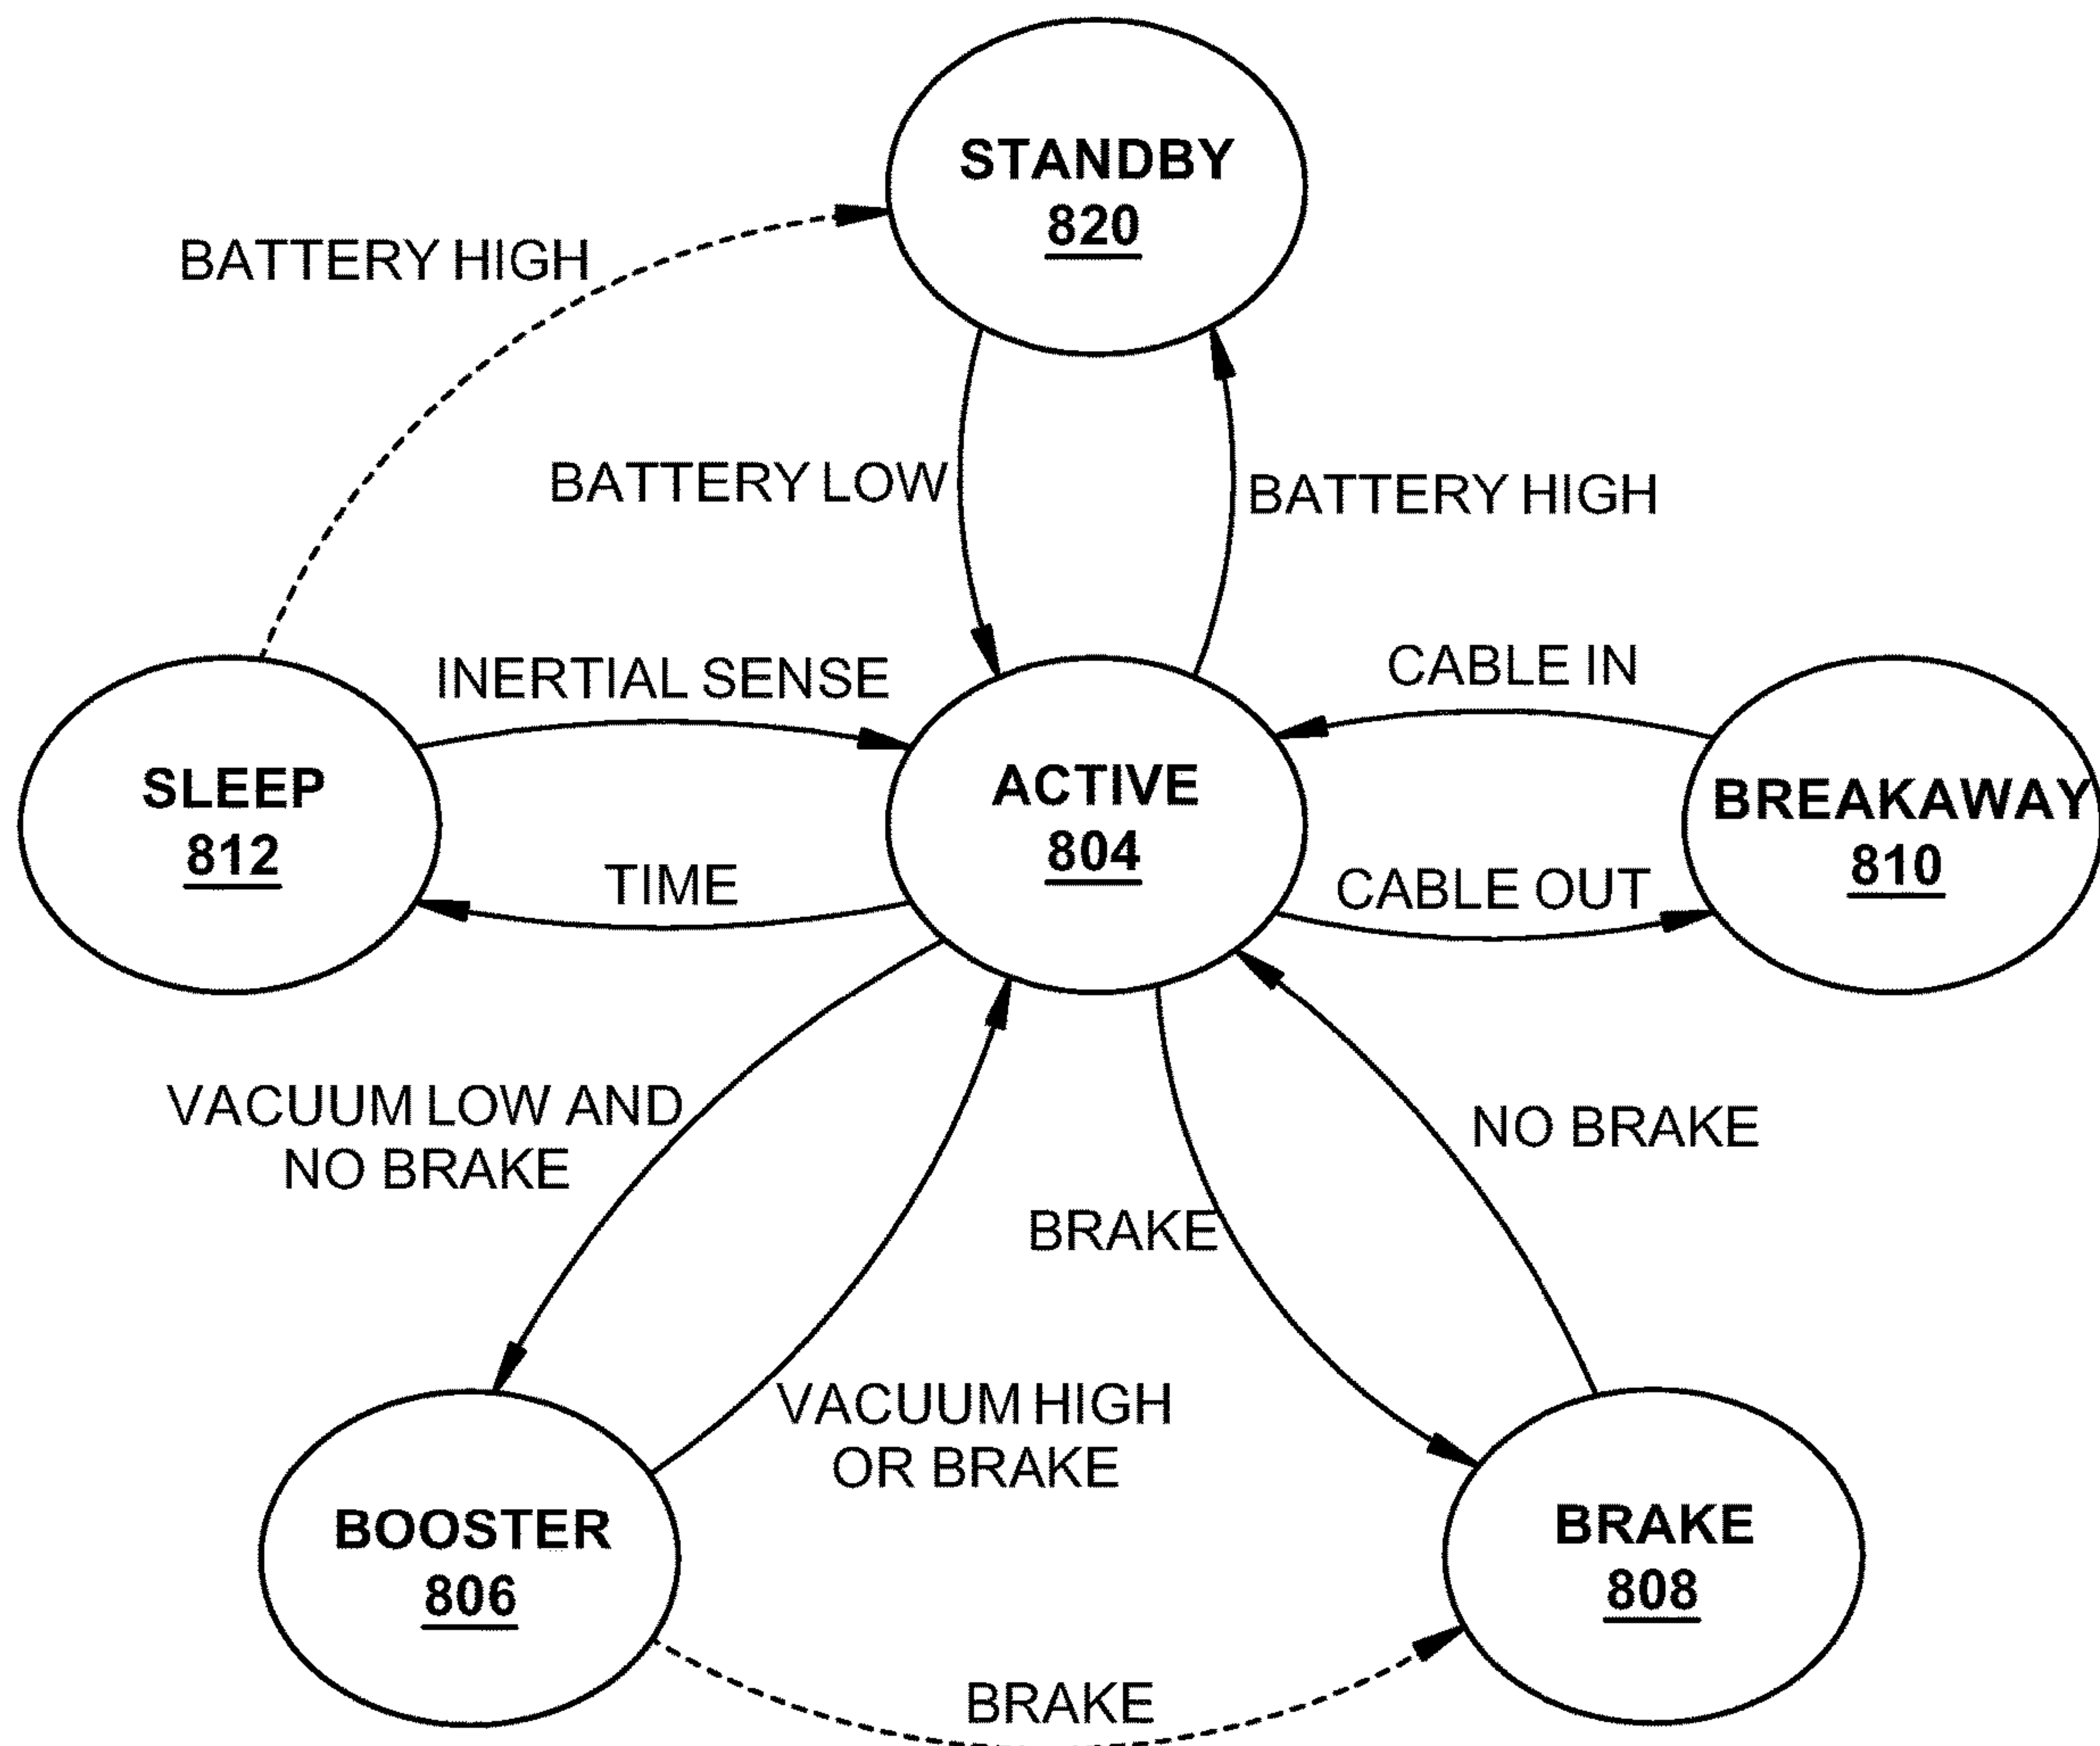 STANDBY
820
BATTERY HIGH
BATTERY LOW
BATTERY HIGH
INERTIAL SENSE
CABLE IN
SLEEP
812
ACTIVE
804
BREAKAWAY
810
TIME
CABLE OUT
VACUUM LOW AND
NO BRAKE
NO BRAKE
BRAKE
VACUUM HIGH
OR BRAKE
BOOSTER
806
BRAKE
808
BRAKE